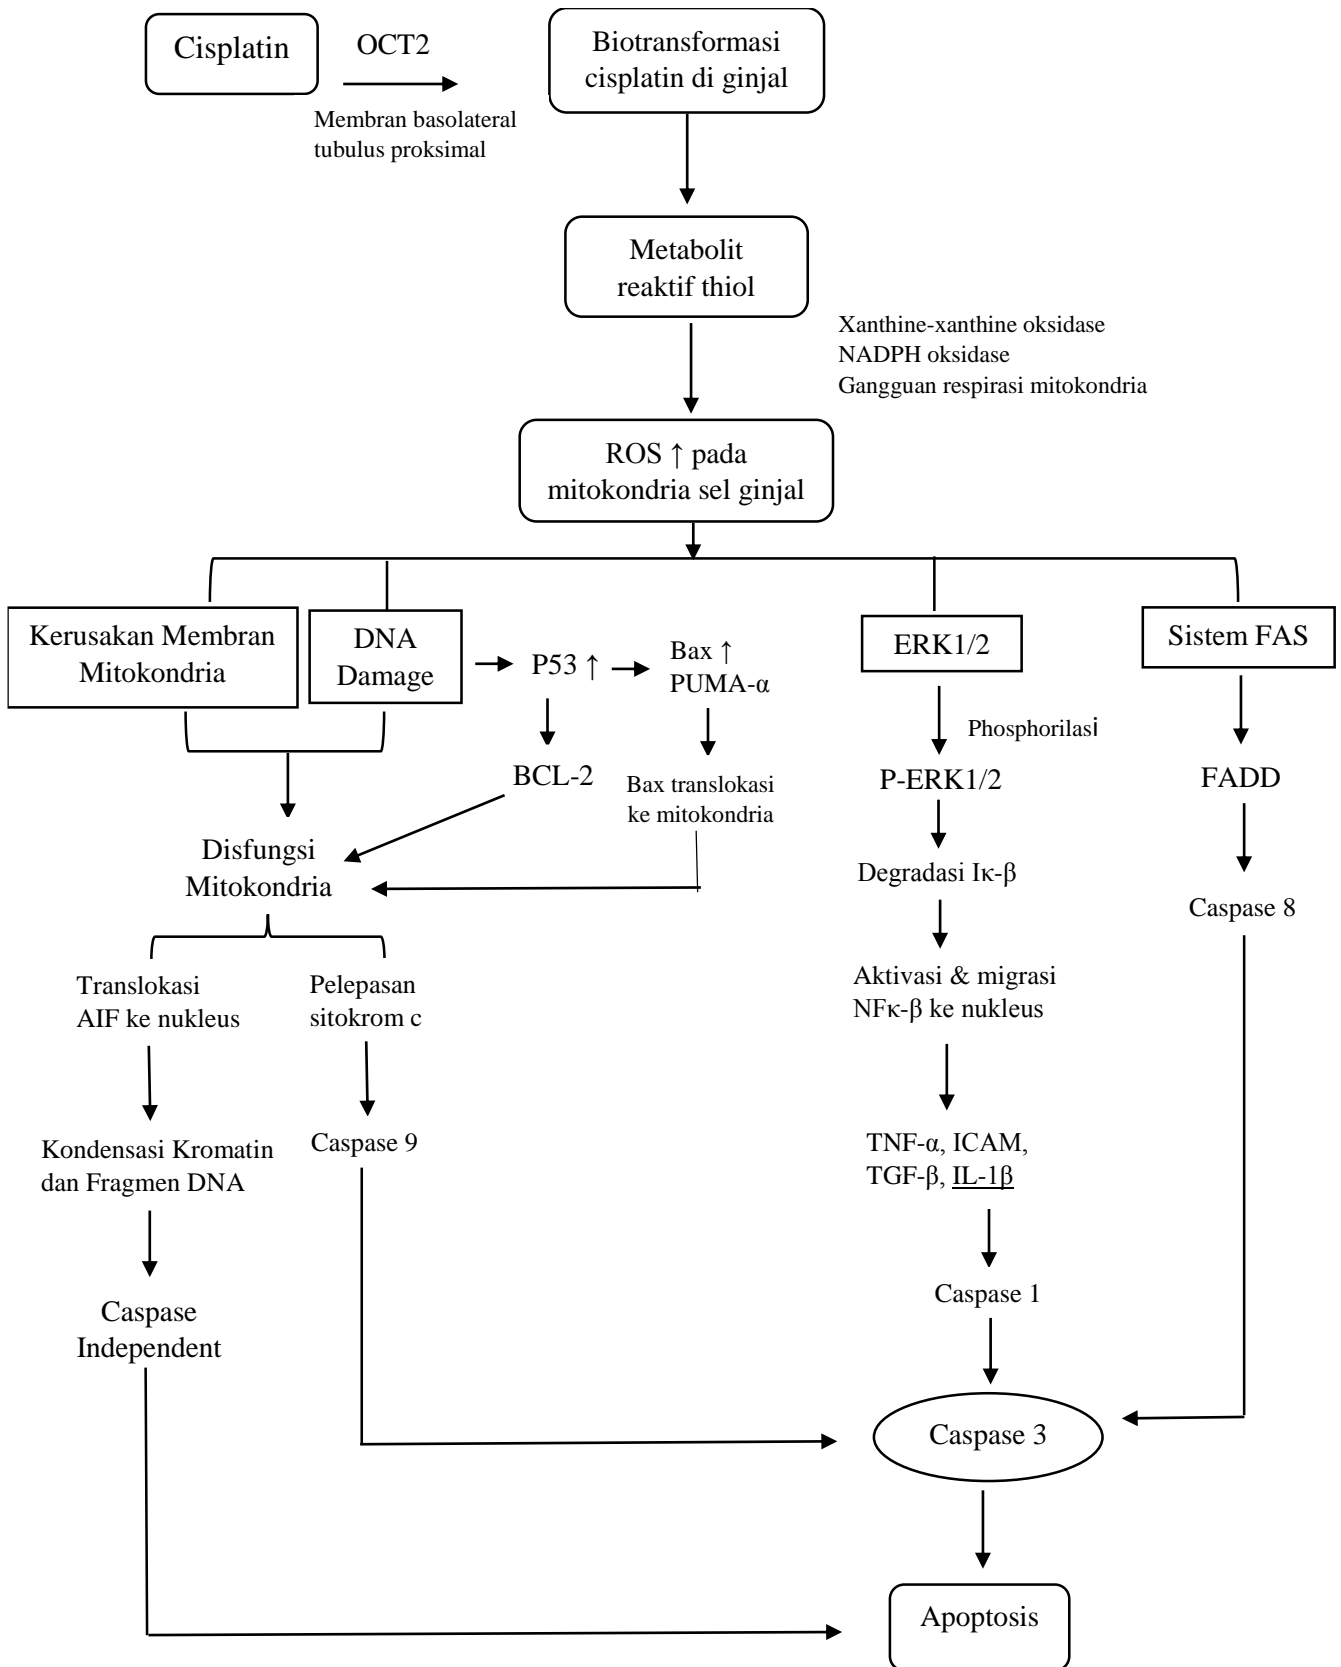 Cisplatin
OCT2
Membran basolateral
tubulus proksimal
Biotransformasi
cisplatin di ginjal
Metabolit
reaktif thiol
Xanthine-xanthine oksidase
NADPH oksidase
Gangguan respirasi mitokondria
ROS ↑ pada
mitokondria sel ginjal
Kerusakan Membran
Mitokondria
DNA
Damage
P53 ↑
Bax ↑
PUMA-α
ERK1/2
Sistem FAS
Phosphorilasi
BCL-2
Bax translokasi
ke mitokondria
P-ERK1/2
FADD
Disfungsi
Mitokondria
Degradasi Iκ-β
Caspase 8
Translokasi
AIF ke nukleus
Pelepasan
sitokrom c
Aktivasi & migrasi
NFκ-β ke nukleus
Kondensasi Kromatin
dan Fragmen DNA
Caspase 9
TNF-α, ICAM,
TGF-β, IL-1β
Caspase 1
Caspase
Independent
Caspase 3
Apoptosis